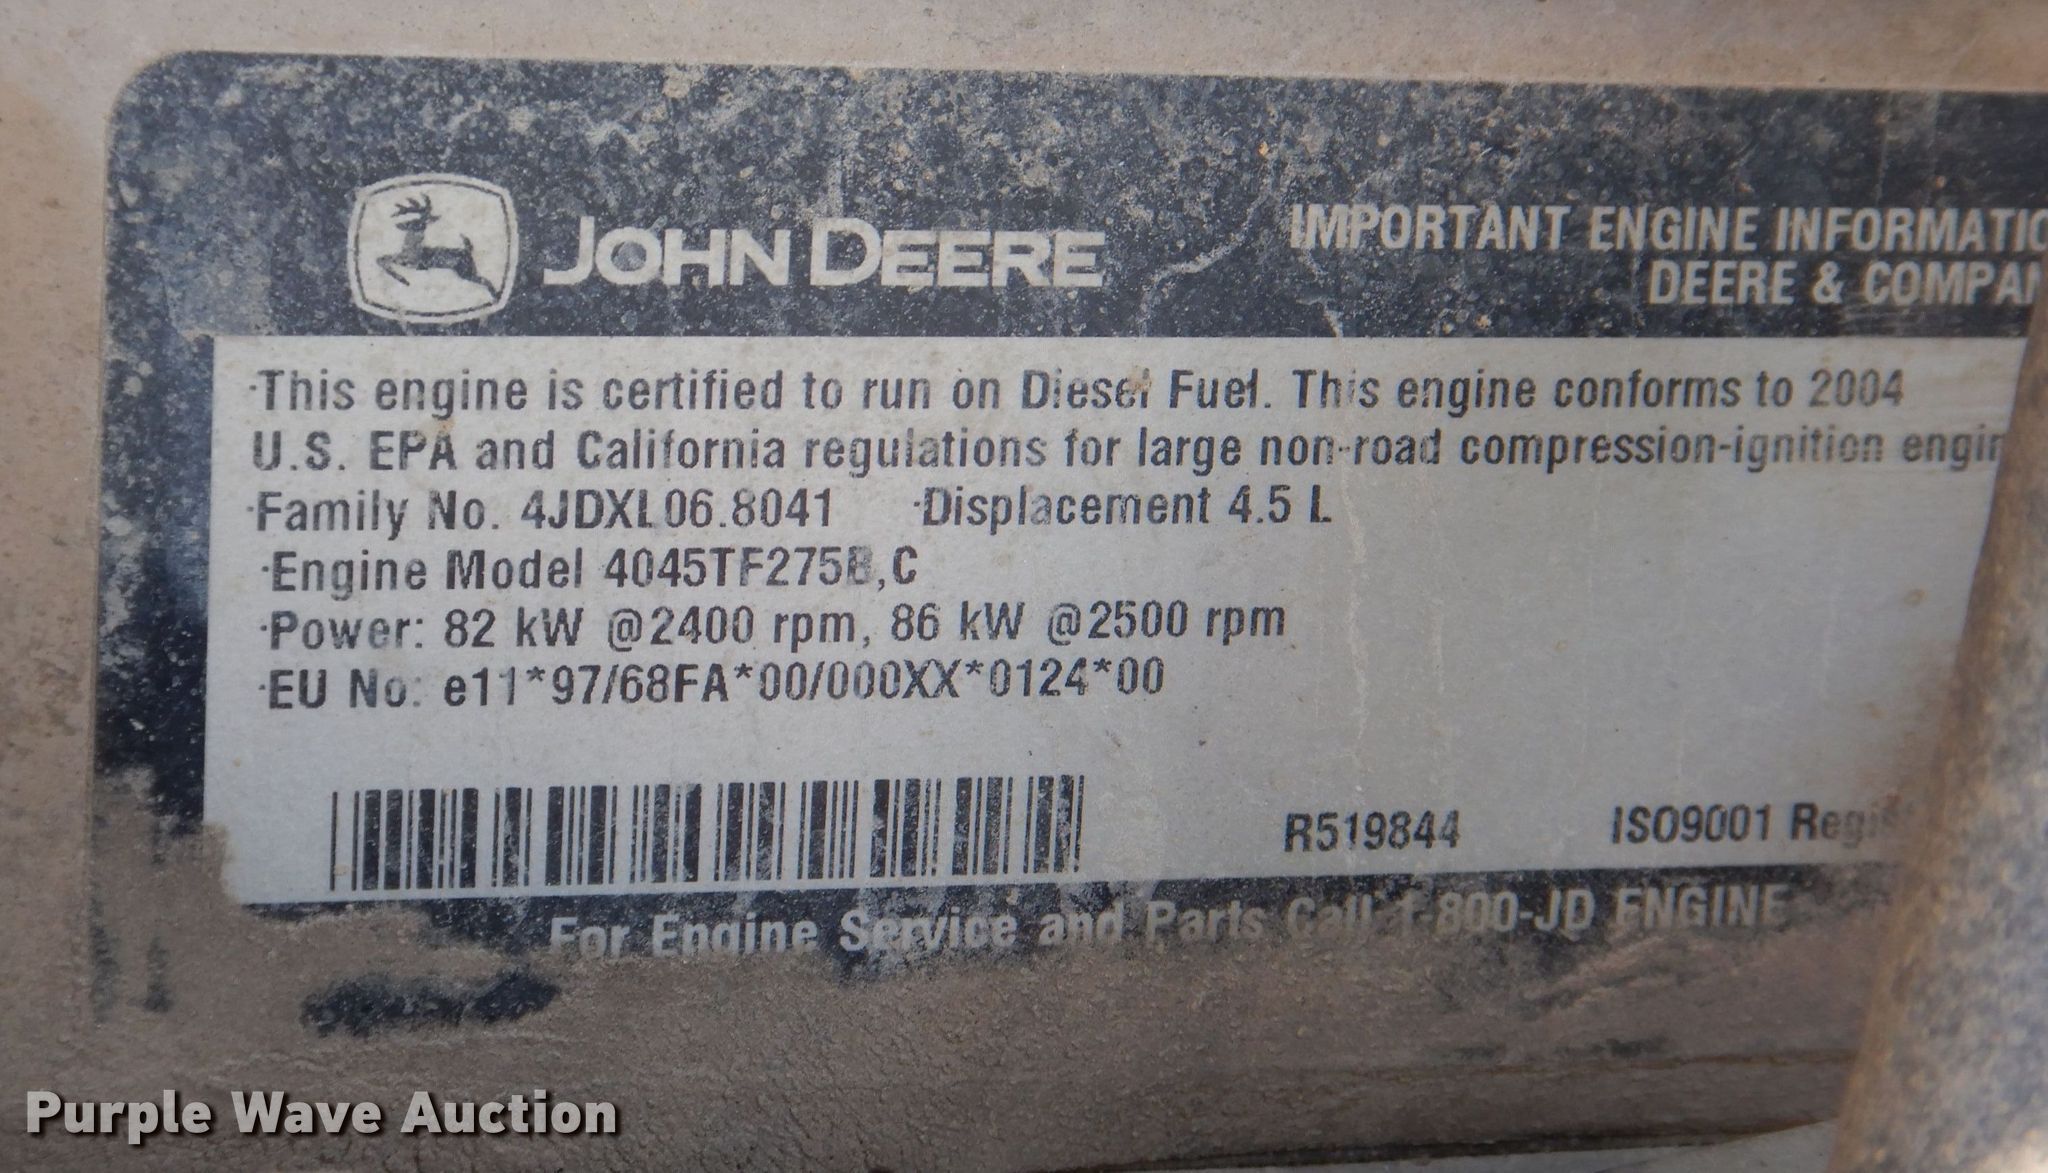 JOHN DEERE
IMPORTANT ENGINE INFORMATIO
DEERE & COMPAN
·This engine is certified to run on Diesel Fuel. This engine conforms to 2004
U.S. EPA and California regulations for large non-road compression-ignition engin
·Family No. 4JDXL06.8041 ·Displacement 4.5 L
·Engine Model 4045TF275B,C
·Power: 82 kW @2400 rpm, 86 kW @2500 rpm
·EU No: e11*97/68FA*00/000XX*0124*00
R519844 ISO9001 Regis
For Engine Service and Parts Call 1-800-JD ENGINE
Purple Wave Auction